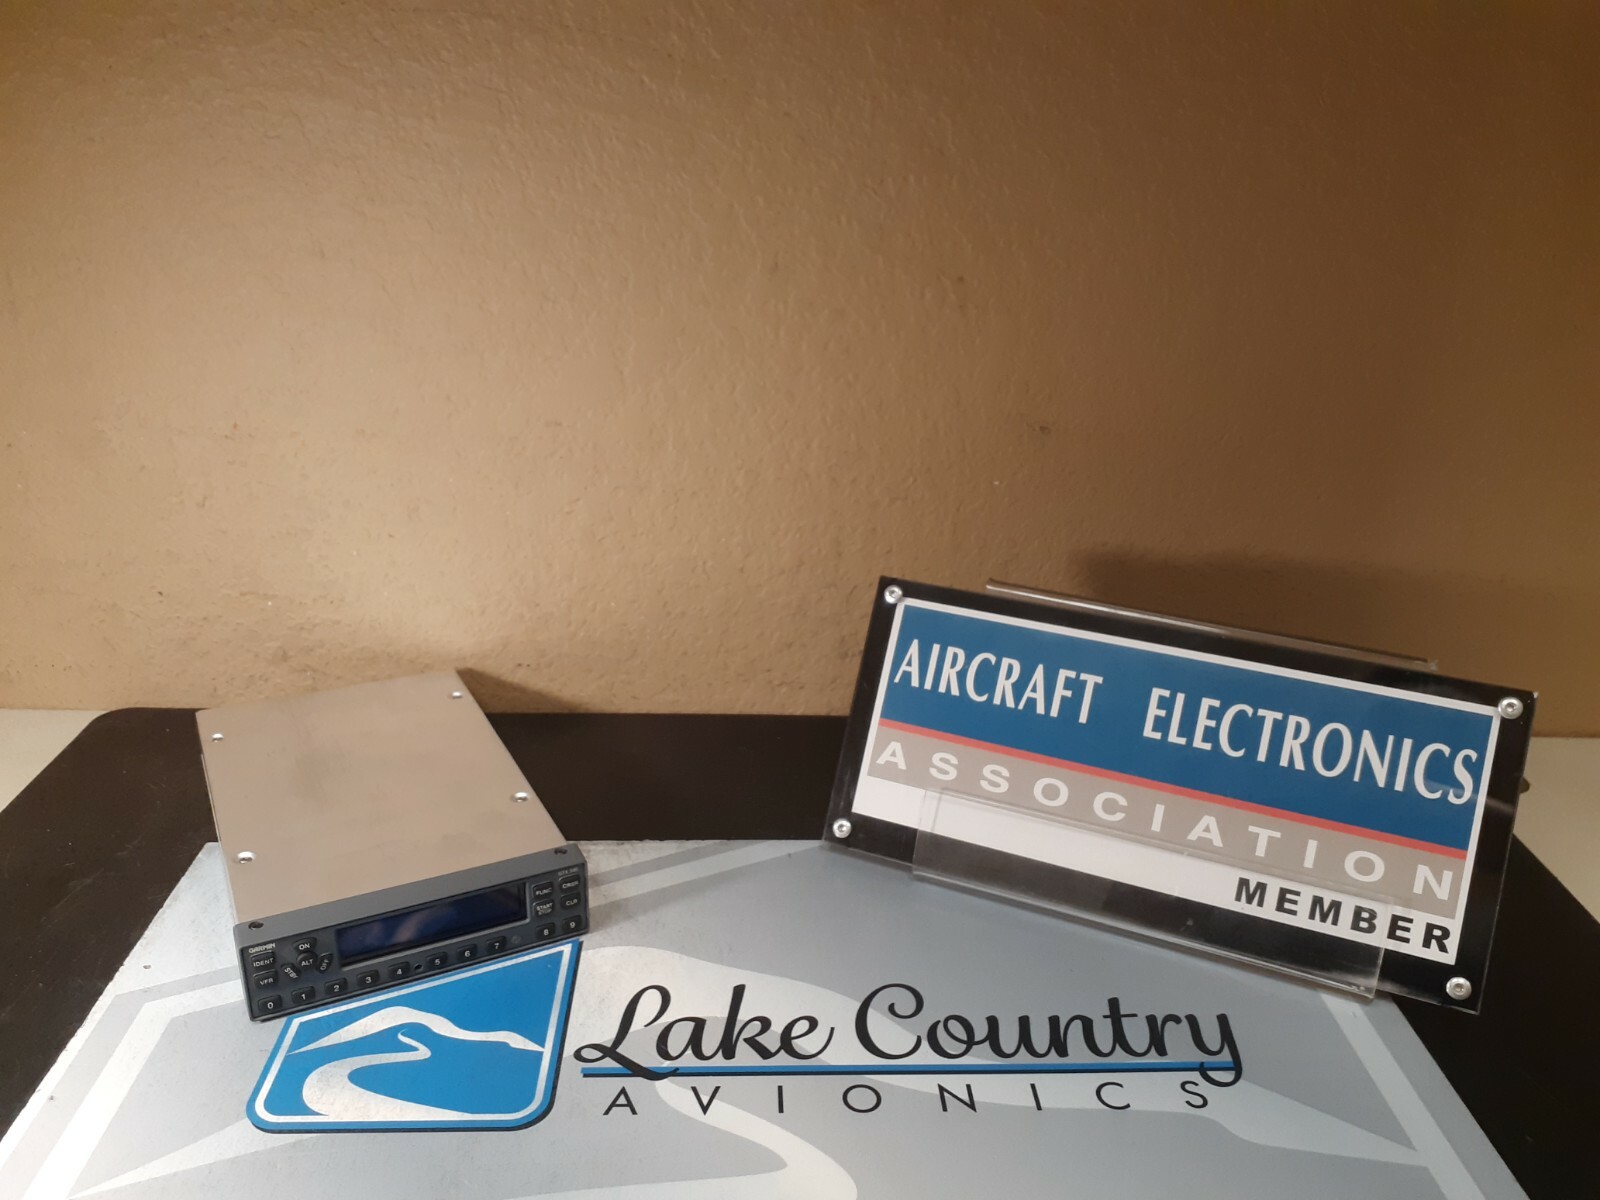 AIRCRAFT ELECTRONICS
ASSOCIATION
MEMBER
GARMIN
ON
FUNC
CRSR
IDENT
ALT
STBY
OFF
START
STOP
CLR
VFR
0 1 2 3 4 5 6 7 8 9
Lake Country
AVIONICS